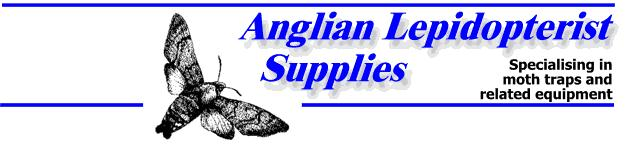 Anglian Lepidopterist
Supplies
Specialising in
moth traps and
related equipment